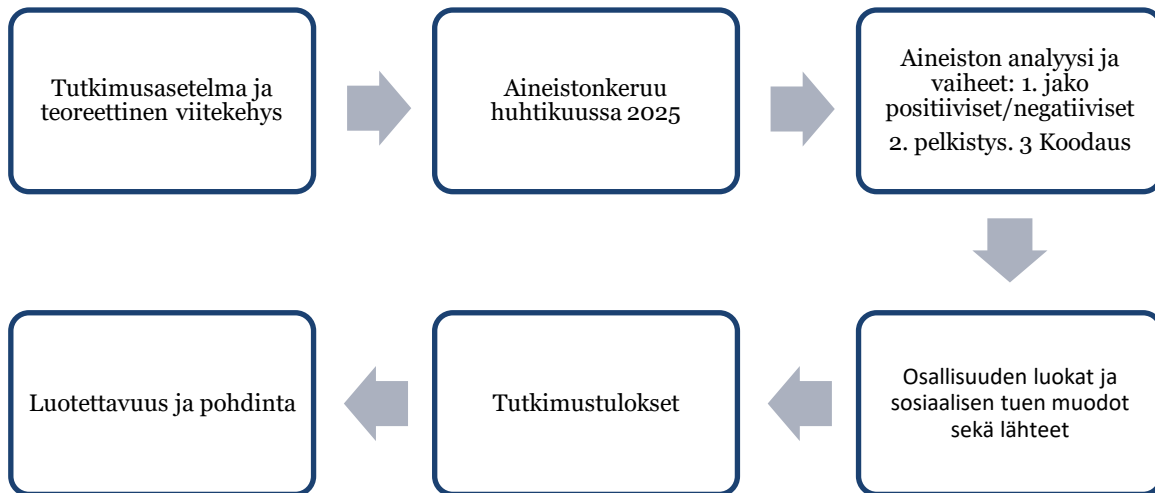 Tutkimusasetelma ja
teoreettinen viitekehys
Aineistonkeruu
huhtikuussa 2025
Aineiston analyysi ja
vaiheet: 1. jako
positiiviset/negatiiviset
2. pelkistys. 3 Koodaus
Osallisuuden luokat ja
sosiaalisen tuen muodot
sekä lähteet
Tutkimustulokset
Luotettavuus ja pohdinta